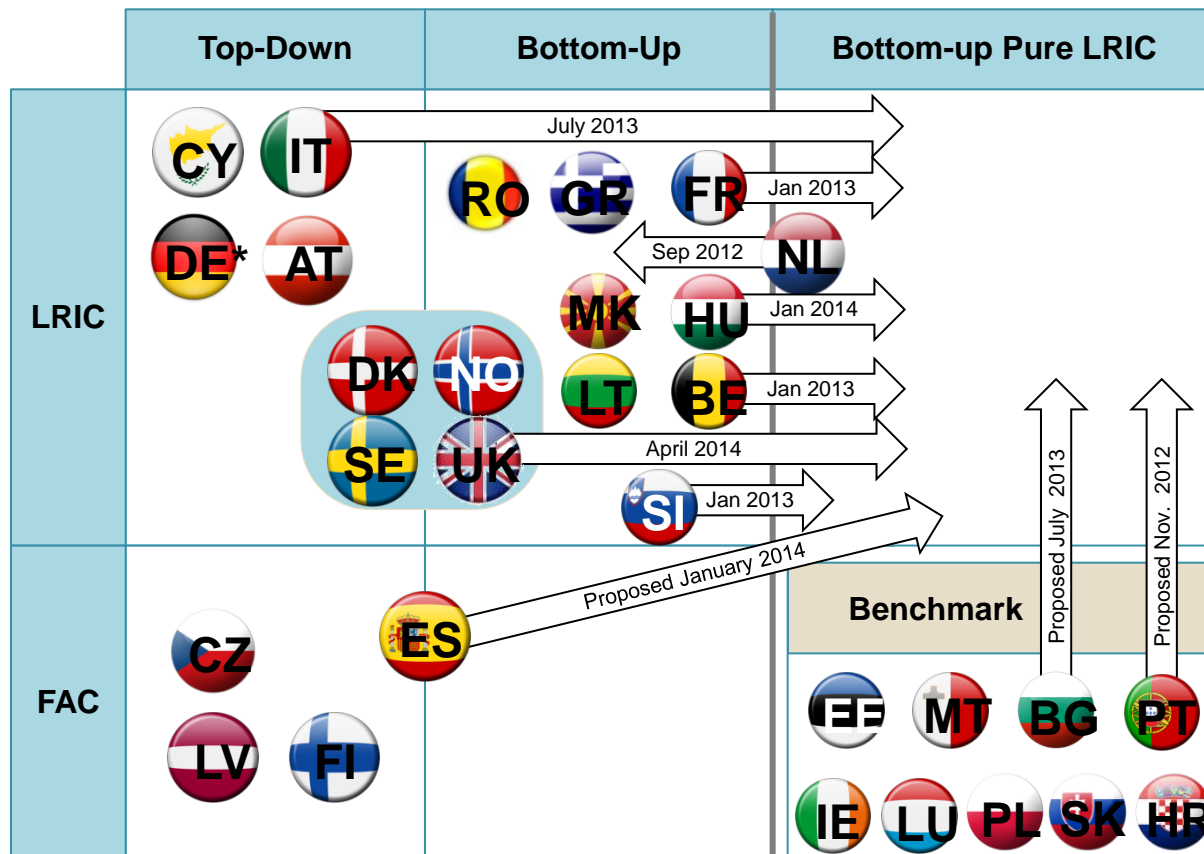 Top-Down
Bottom-Up
Bottom-up Pure LRIC
LRIC
CY
IT
July 2013
RO
GR
FR
Jan 2013
DE*
AT
Sep 2012
NL
MK
HU
Jan 2014
DK
NO
LT
BE
Jan 2013
SE
UK
April 2014
SI
Jan 2013
FAC
CZ
ES
Proposed January 2014
Benchmark
Proposed July 2013
Proposed Nov. 2012
LV
FI
EE
MT
BG
PT
IE
LU
PL
SK
HR